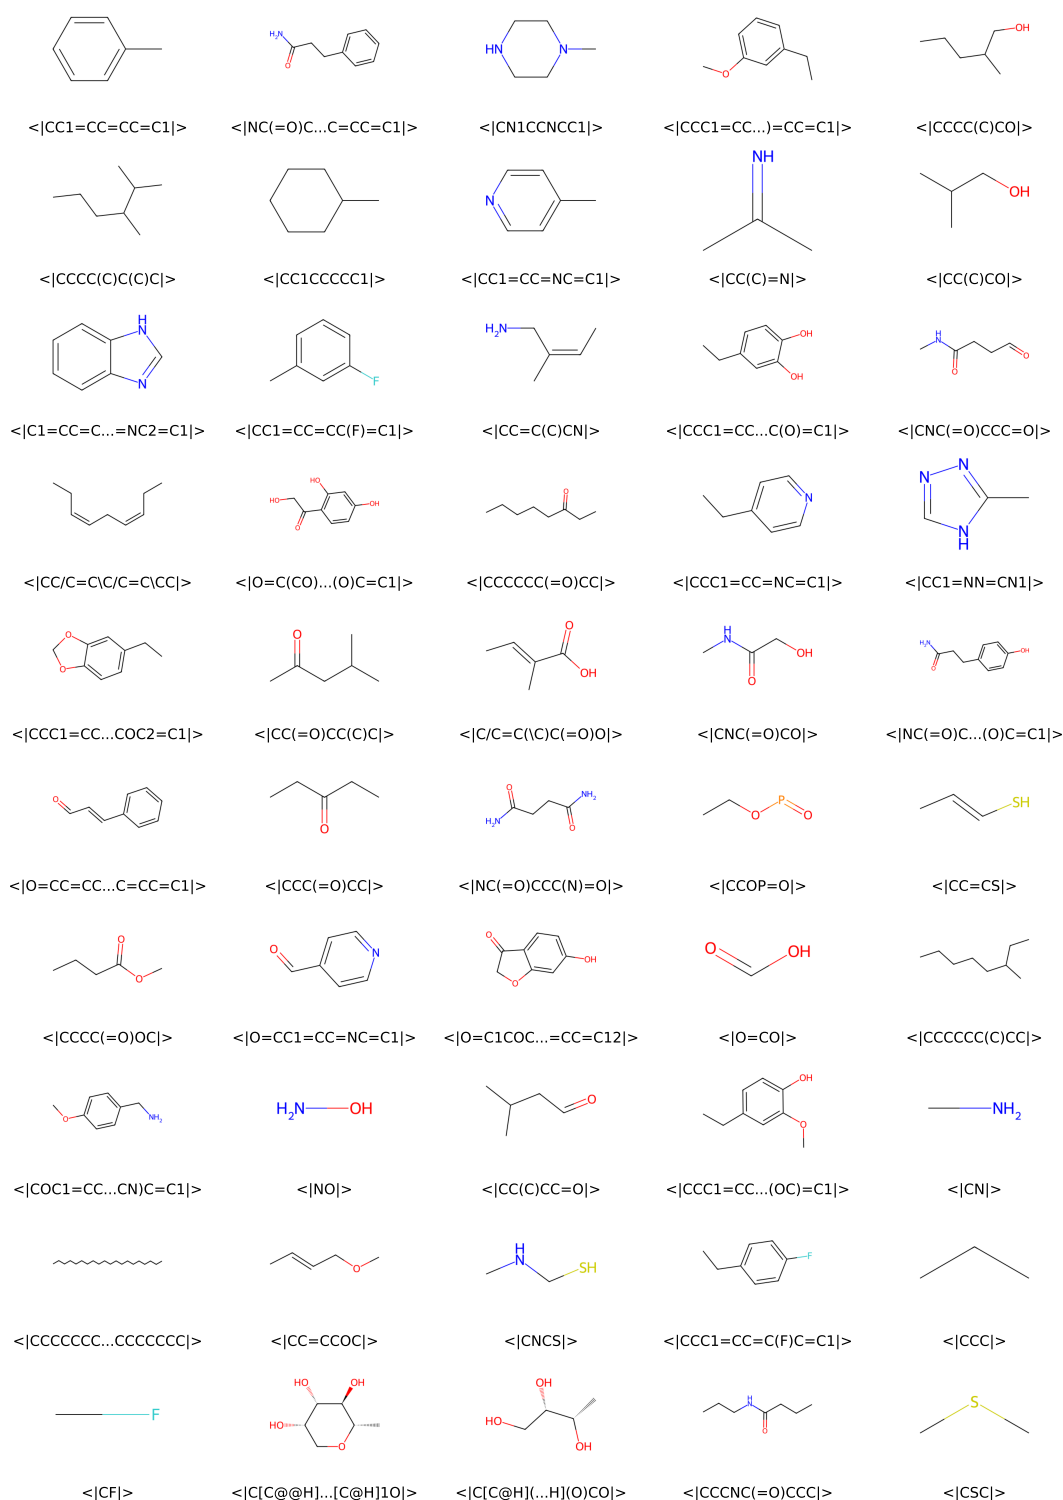 <|CC1=CC=CC=C1|> <|NC(=O)C...C=CC=C1|> <|CN1CCNCC1|> <|CCC1=CC...)=CC=C1|> <|CCCC(C)CO|>
<|CCCC(C)C(C)C|> <|CC1CCCCC1|> <|CC1=CC=NC=C1|> <|CC(C)=N|> <|CC(C)CO|>
<|C1=CC=C...=NC2=C1|> <|CC1=CC=CC(F)=C1|> <|CC=C(C)CN|> <|CCC1=CC...C(O)=C1|> <|CNC(=O)CCC=O|>
<|CC/C=C\C/C=C\CC|> <|O=C(CO)...(O)C=C1|> <|CCCCCC(=O)CC|> <|CCC1=CC=NC=C1|> <|CC1=NN=CN1|>
<|CCC1=CC...COC2=C1|> <|CC(=O)CC(C)C|> <|C/C=C(\C)C(=O)O|> <|CNC(=O)CO|> <|NC(=O)C...(O)C=C1|>
<|O=CC=CC...C=CC=C1|> <|CCC(=O)CC|> <|NC(=O)CCC(N)=O|> <|CCOP=O|> <|CC=CS|>
<|CCCC(=O)OC|> <|O=CC1=CC=NC=C1|> <|O=C1COC...=CC=C12|> <|O=CO|> <|CCCCCC(C)CC|>
<|COC1=CC...CN)C=C1|> <|NO|> <|CC(C)CC=O|> <|CCC1=CC...(OC)=C1|> <|CN|>
<|CCCCCCC...CCCCCCC|> <|CC=CCOC|> <|CNCS|> <|CCC1=CC=C(F)C=C1|> <|CCC|>
<|CF|> <|C[C@@H]...[C@H]1O|> <|C[C@H](...H](O)CO|> <|CCCNC(=O)CCC|> <|CSC|>